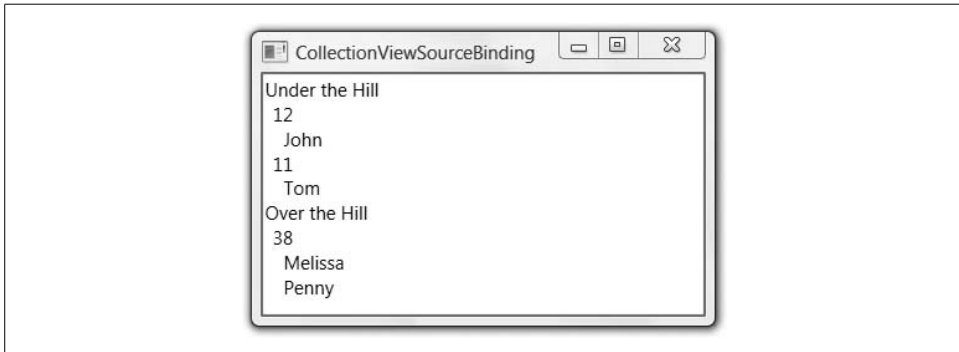 CollectionViewSourceBinding
Under the Hill
12
John
11
Tom
Over the Hill
38
Melissa
Penny